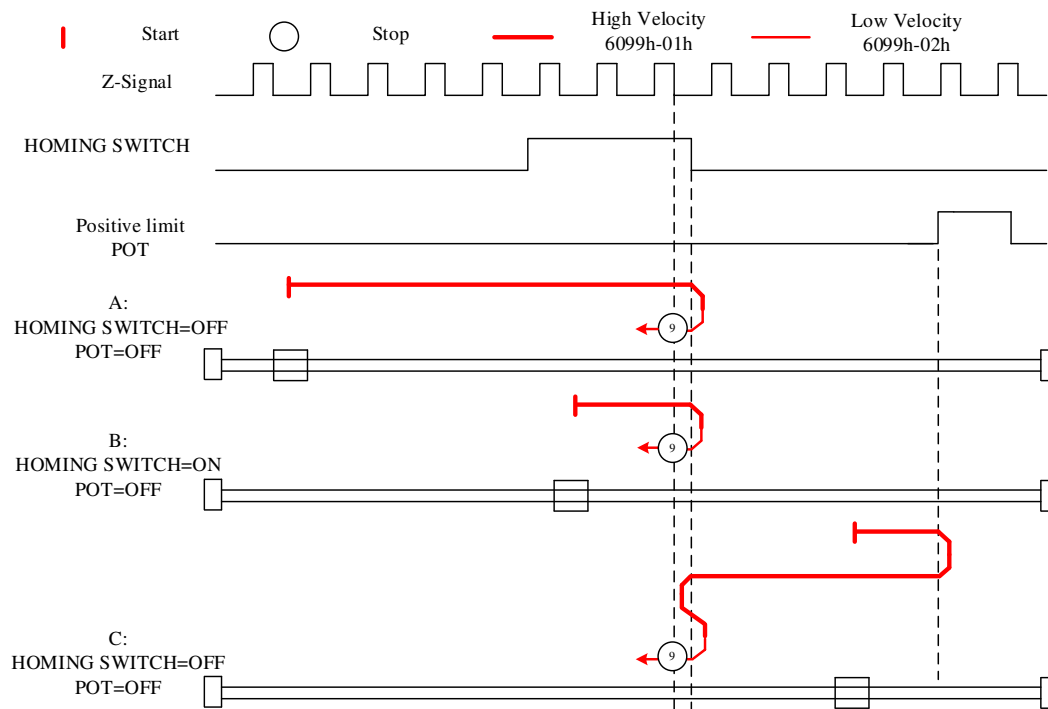 Start Stop High Velocity 6099h-01h Low Velocity 6099h-02h
Z-Signal
HOMING SWITCH
Positive limit
POT
A:
HOMING SWITCH=OFF
POT=OFF
9
B:
HOMING SWITCH=ON
POT=OFF
9
C:
HOMING SWITCH=OFF
POT=OFF
9